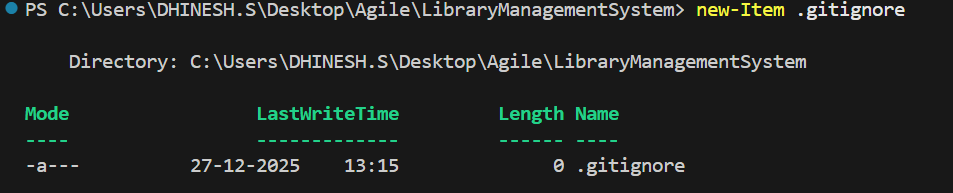 PS C:\Users\DHINESH.S\Desktop\Agile\LibraryManagementSystem> new-Item .gitignore
Directory: C:\Users\DHINESH.S\Desktop\Agile\LibraryManagementSystem
Mode LastWriteTime Length Name
---- ------------- ------ ----
-a--- 27-12-2025 13:15 0 .gitignore